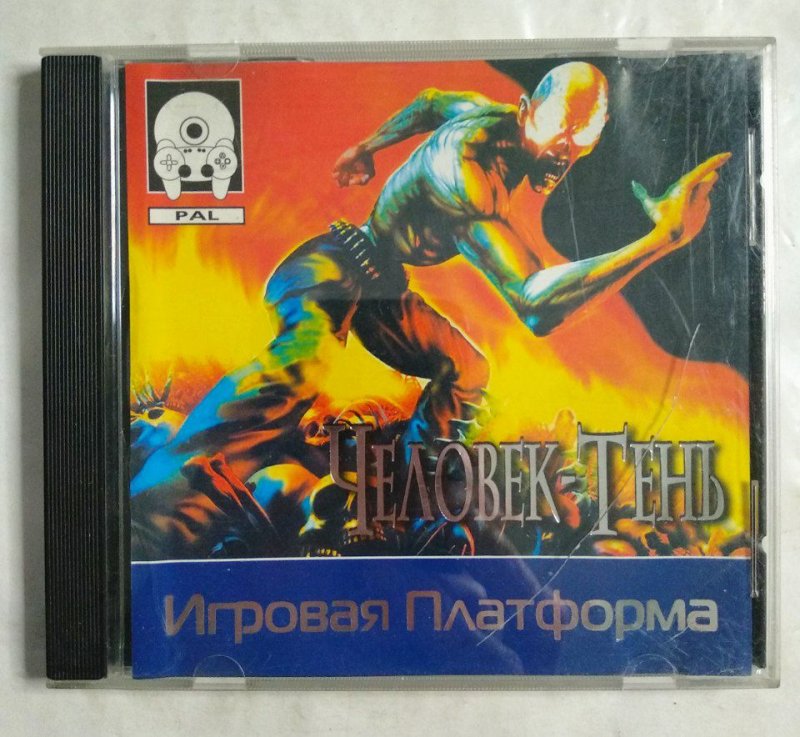 PAL
Человек-Тень
Игровая Платформа